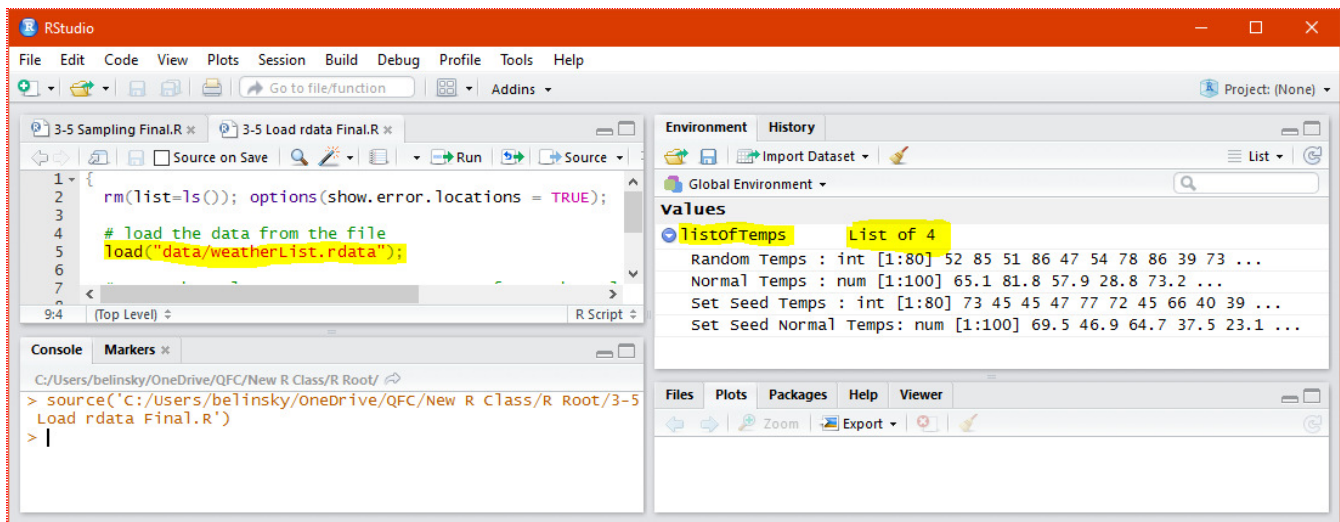 RStudio
File Edit Code View Plots Session Build Debug Profile Tools Help
Go to file/function Addins Project: (None)
3-5 Sampling Final.R 3-5 Load rdata Final.R
Source on Save Run Source
1 {
2 rm(list=ls()); options(show.error.locations = TRUE);
3
4 # load the data from the file
5 load("data/weatherList.rdata");
6
7
9:4 (Top Level) R Script
Console Markers
C:/Users/belinsky/OneDrive/QFC/New R Class/R Root/
> source('C:/Users/belinsky/OneDrive/QFC/New R Class/R Root/3-5
Load rdata Final.R')
>
Environment History
Import Dataset List
Global Environment
Values
listOfTemps List of 4
Random Temps : int [1:80] 52 85 51 86 47 54 78 86 39 73 ...
Normal Temps : num [1:100] 65.1 81.8 57.9 28.8 73.2 ...
Set Seed Temps : int [1:80] 73 45 45 47 77 72 45 66 40 39 ...
Set Seed Normal Temps: num [1:100] 69.5 46.9 64.7 37.5 23.1 ...
Files Plots Packages Help Viewer
Zoom Export